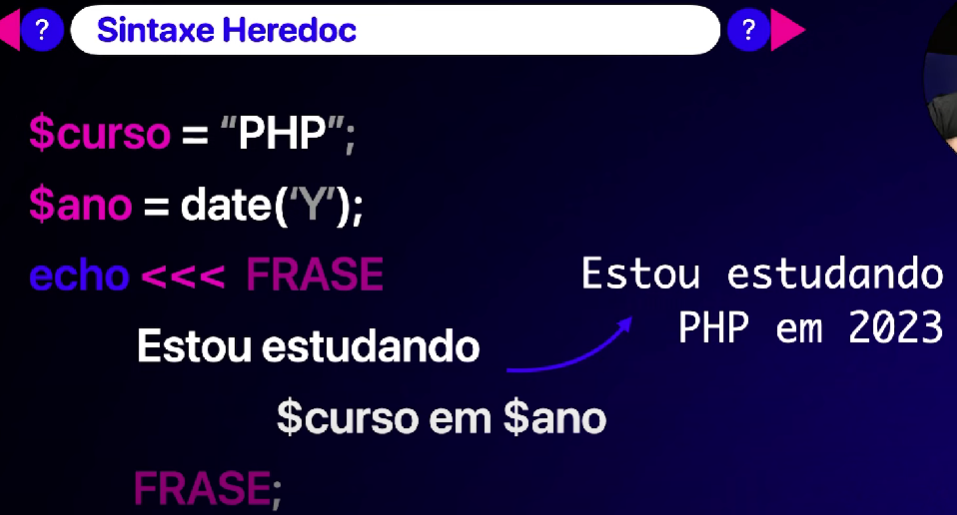 ?
Sintaxe Heredoc
?
$curso = “PHP”;
$ano = date(‘Y’);
echo <<< FRASE
Estou estudando
$curso em $ano
FRASE;
Estou estudando
PHP em 2023